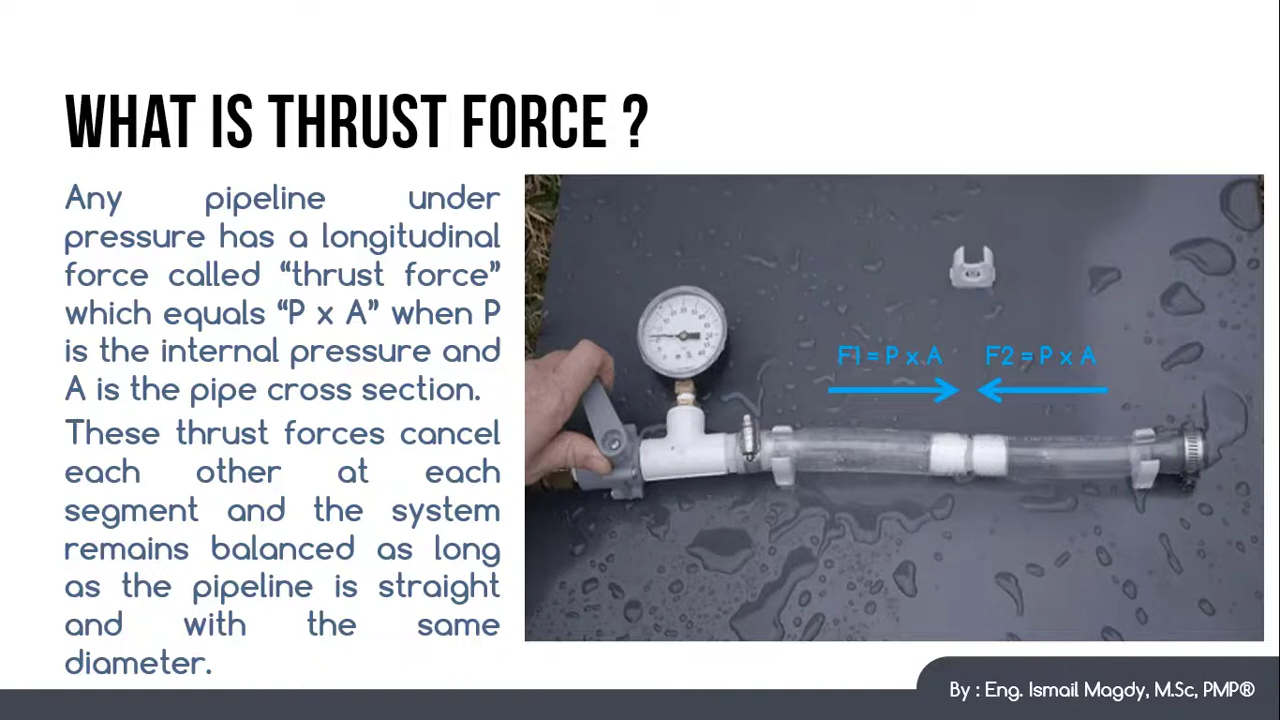 WHAT IS THRUST FORCE ?
Any pipeline under
pressure has a longitudinal
force called “thrust force”
which equals “P x A” when P
is the internal pressure and
A is the pipe cross section.
These thrust forces cancel
each other at each
segment and the system
remains balanced as long
as the pipeline is straight
and with the same
diameter.
F1 = P x A
F2 = P x A
By : Eng. Ismail Magdy, M.Sc, PMP®